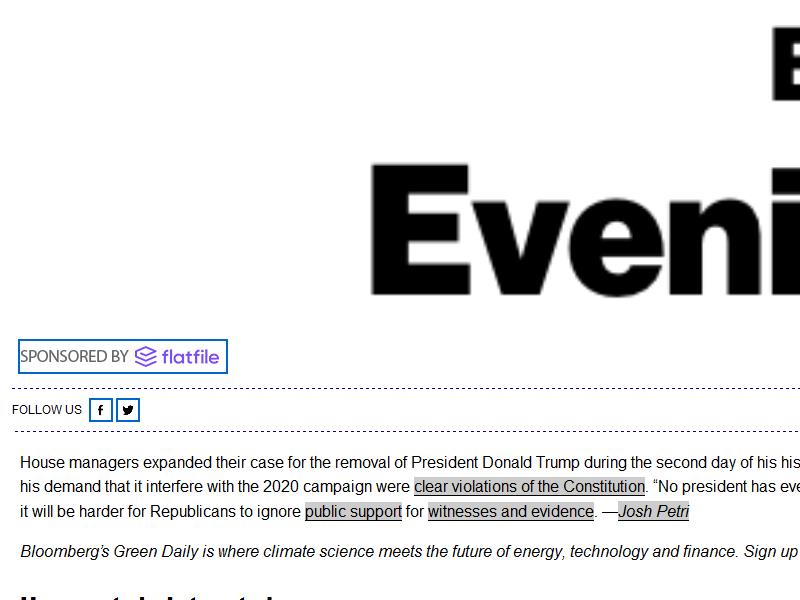 Eveni
SPONSORED BY flatfile
FOLLOW US
House managers expanded their case for the removal of President Donald Trump during the second day of his his
his demand that it interfere with the 2020 campaign were clear violations of the Constitution. “No president has eve
it will be harder for Republicans to ignore public support for witnesses and evidence. —Josh Petri
Bloomberg’s Green Daily is where climate science meets the future of energy, technology and finance. Sign up